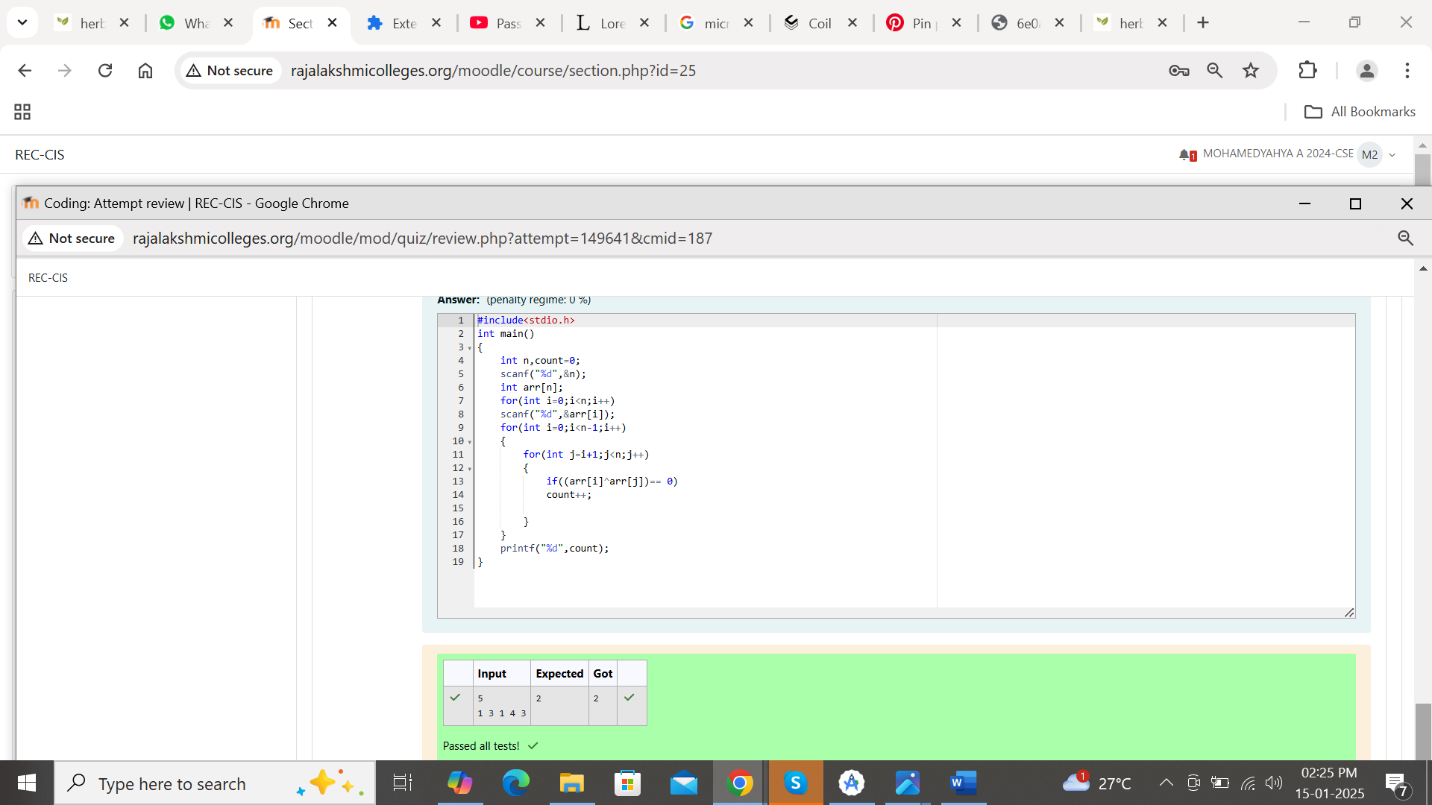 herb
Wha
Sect
Exte
Pass
Lore
micr
Coil
Pin
6e0
herb
Not secure
rajalakshmicolleges.org/moodle/course/section.php?id=25
All Bookmarks
REC-CIS
1
MOHAMEDYAHYA A 2024-CSE
M2
Coding: Attempt review | REC-CIS - Google Chrome
Not secure
rajalakshmicolleges.org/moodle/mod/quiz/review.php?attempt=149641&cmid=187
REC-CIS
Answer: (penalty regime: 0 %)
1 #include<stdio.h>
2 int main()
3 {
4 int n,count=0;
5 scanf("%d",&n);
6 int arr[n];
7 for(int i=0;i<n;i++)
8 scanf("%d",&arr[i]);
9 for(int i=0;i<n-1;i++)
10 {
11 for(int j=i+1;j<n;j++)
12 {
13 if((arr[i]^arr[j])== 0)
14 count++;
15
16 }
17 }
18 printf("%d",count);
19 }
Input Expected Got
5 2 2
1 3 1 4 3
Passed all tests!
Type here to search
1
27°C
02:25 PM
15-01-2025
7